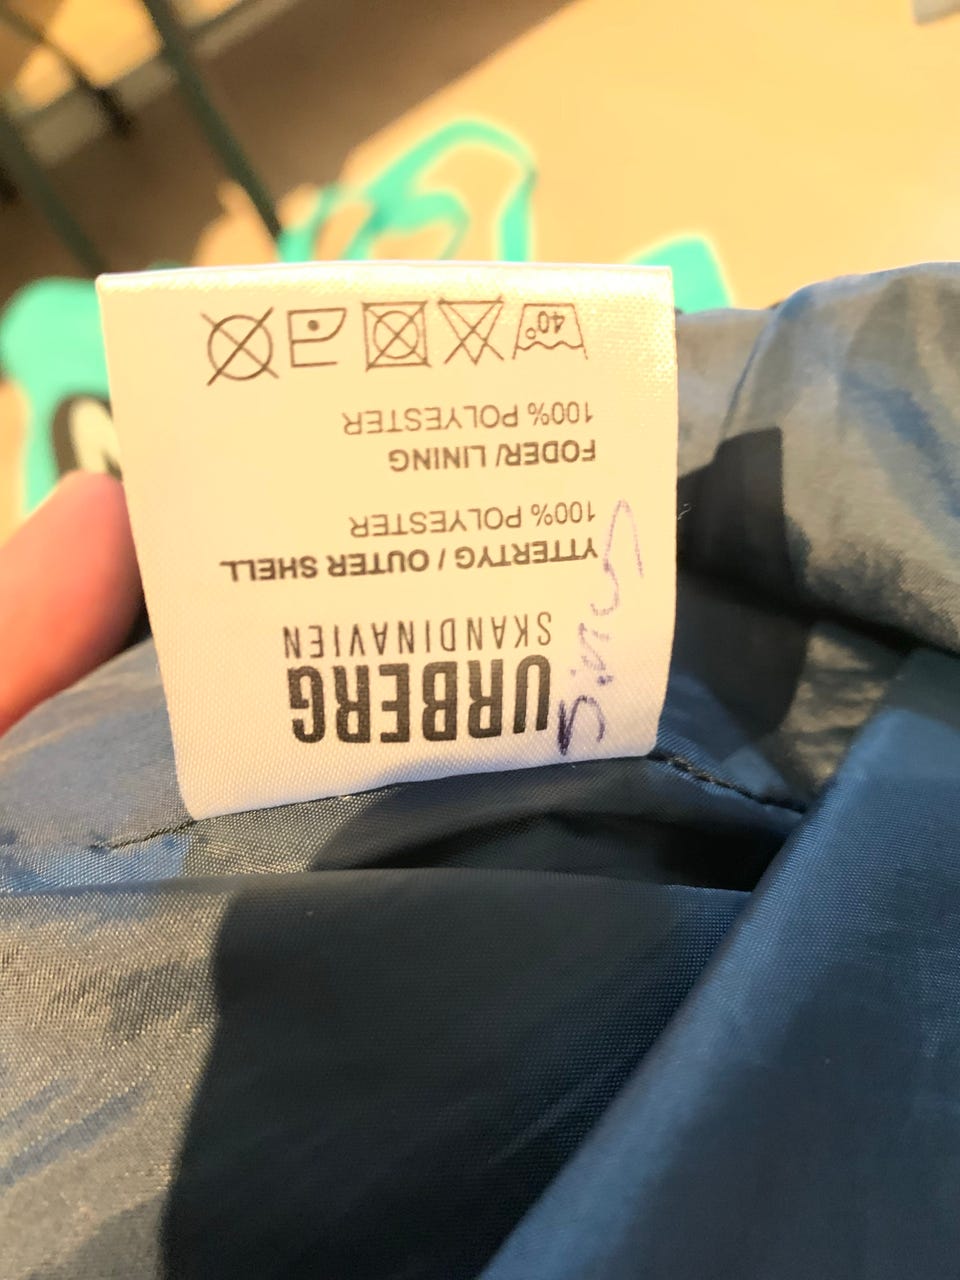 URBERG
SKANDINAVIEN
YTTERTYG / OUTER SHELL
100% POLYESTER
FODER/ LINING
100% POLYESTER
40°